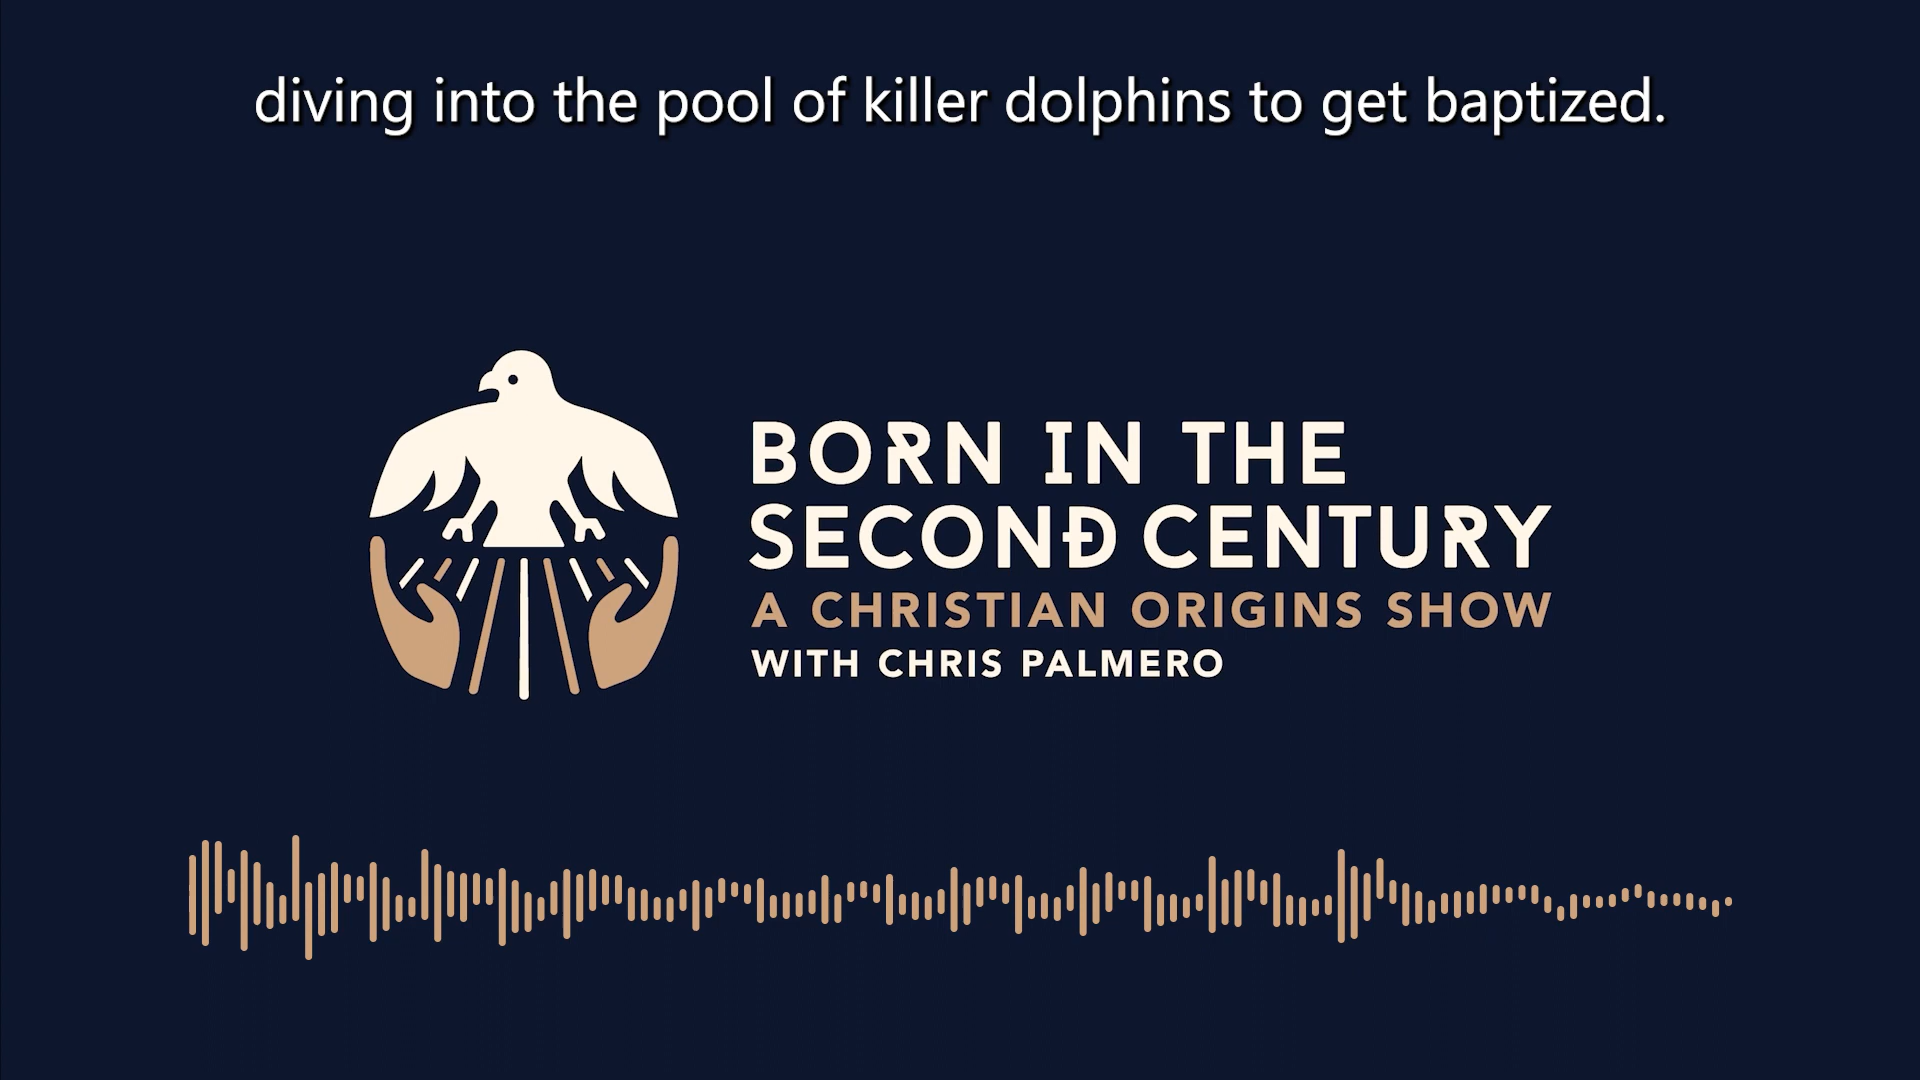 diving into the pool of killer dolphins to get baptized.
BORN IN THE
SECOND CENTURY
A CHRISTIAN ORIGINS SHOW
WITH CHRIS PALMERO